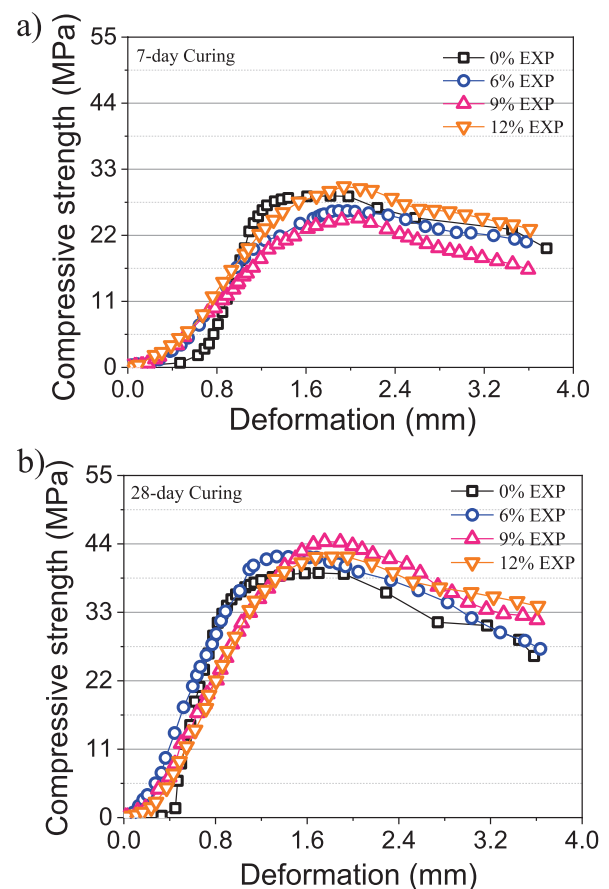 a)
Compressive strength (MPa)
55
44
33
22
11
0
7-day Curing
0% EXP
6% EXP
9% EXP
12% EXP
0.0 0.8 1.6 2.4 3.2 4.0
Deformation (mm)
b)
Compressive strength (MPa)
55
44
33
22
11
0
28-day Curing
0% EXP
6% EXP
9% EXP
12% EXP
0.0 0.8 1.6 2.4 3.2 4.0
Deformation (mm)